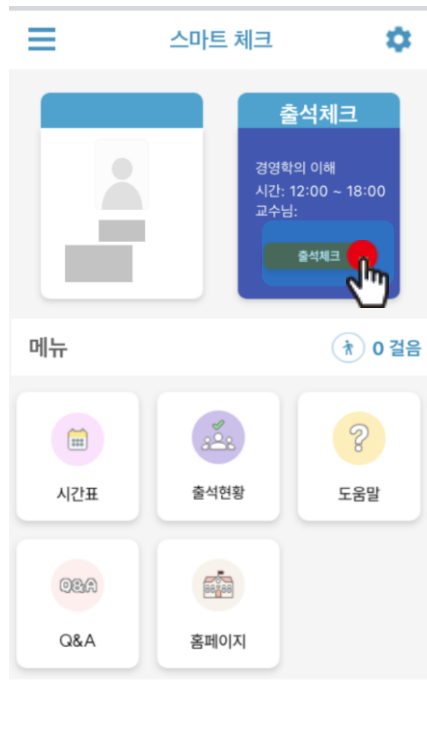 스마트 체크
출석체크
경영학의 이해
시간: 12:00 ~ 18:00
교수님:
출석체크
메뉴
0 걸음
시간표
출석현황
도움말
Q&A
Q&A
홈페이지